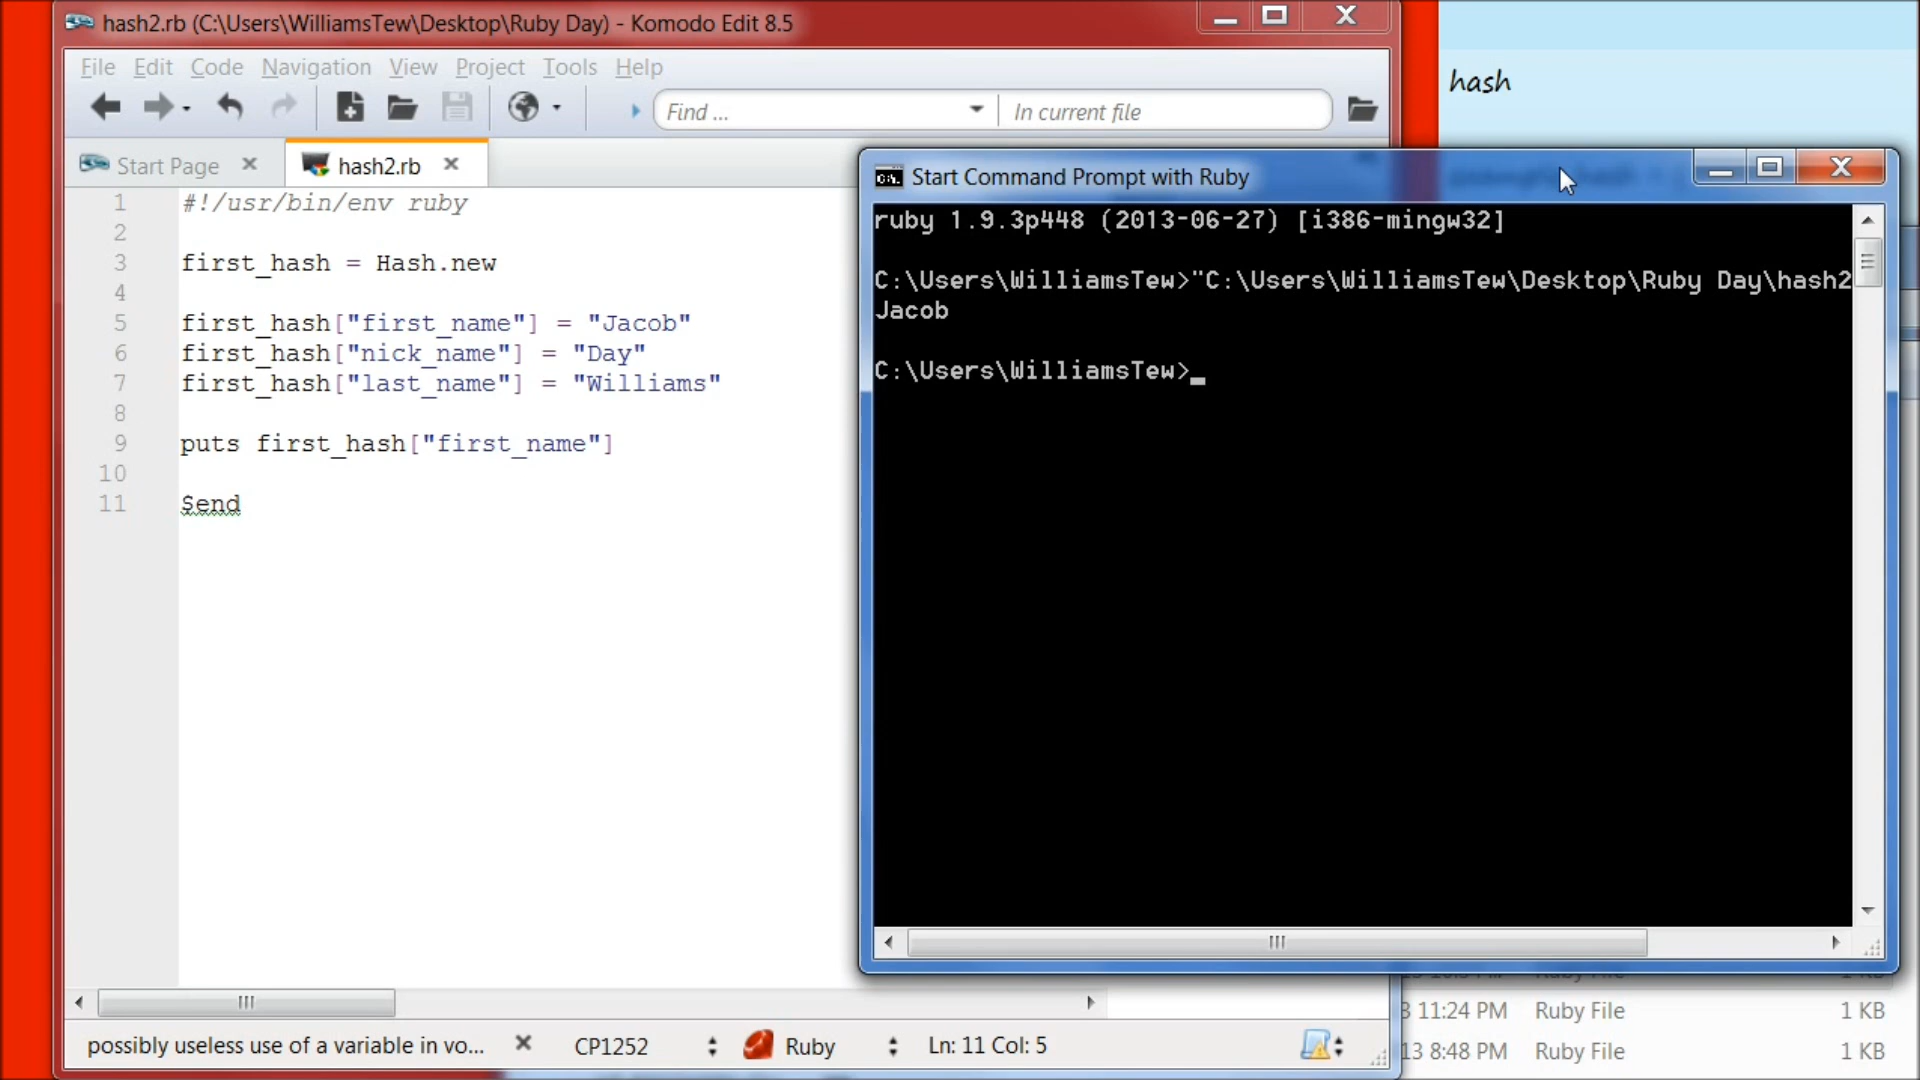 hash2.rb (C:\Users\WilliamsTew\Desktop\Ruby Day) - Komodo Edit 8.5
File Edit Code Navigation View Project Tools Help
Find ...
In current file
Start Page
hash2.rb
1 #!/usr/bin/env ruby
2
3 first_hash = Hash.new
4
5 first_hash["first_name"] = "Jacob"
6 first_hash["nick_name"] = "Day"
7 first_hash["last_name"] = "Williams"
8
9 puts first_hash["first_name"]
10
11 $end
possibly useless use of a variable in vo...
CP1252
Ruby
Ln: 11 Col: 5
hash
Start Command Prompt with Ruby
ruby 1.9.3p448 (2013-06-27) [i386-mingw32]
C:\Users\WilliamsTew>"C:\Users\WilliamsTew\Desktop\Ruby Day\hash2
Jacob
C:\Users\WilliamsTew>_
3 11:24 PM Ruby File 1 KB
13 8:48 PM Ruby File 1 KB